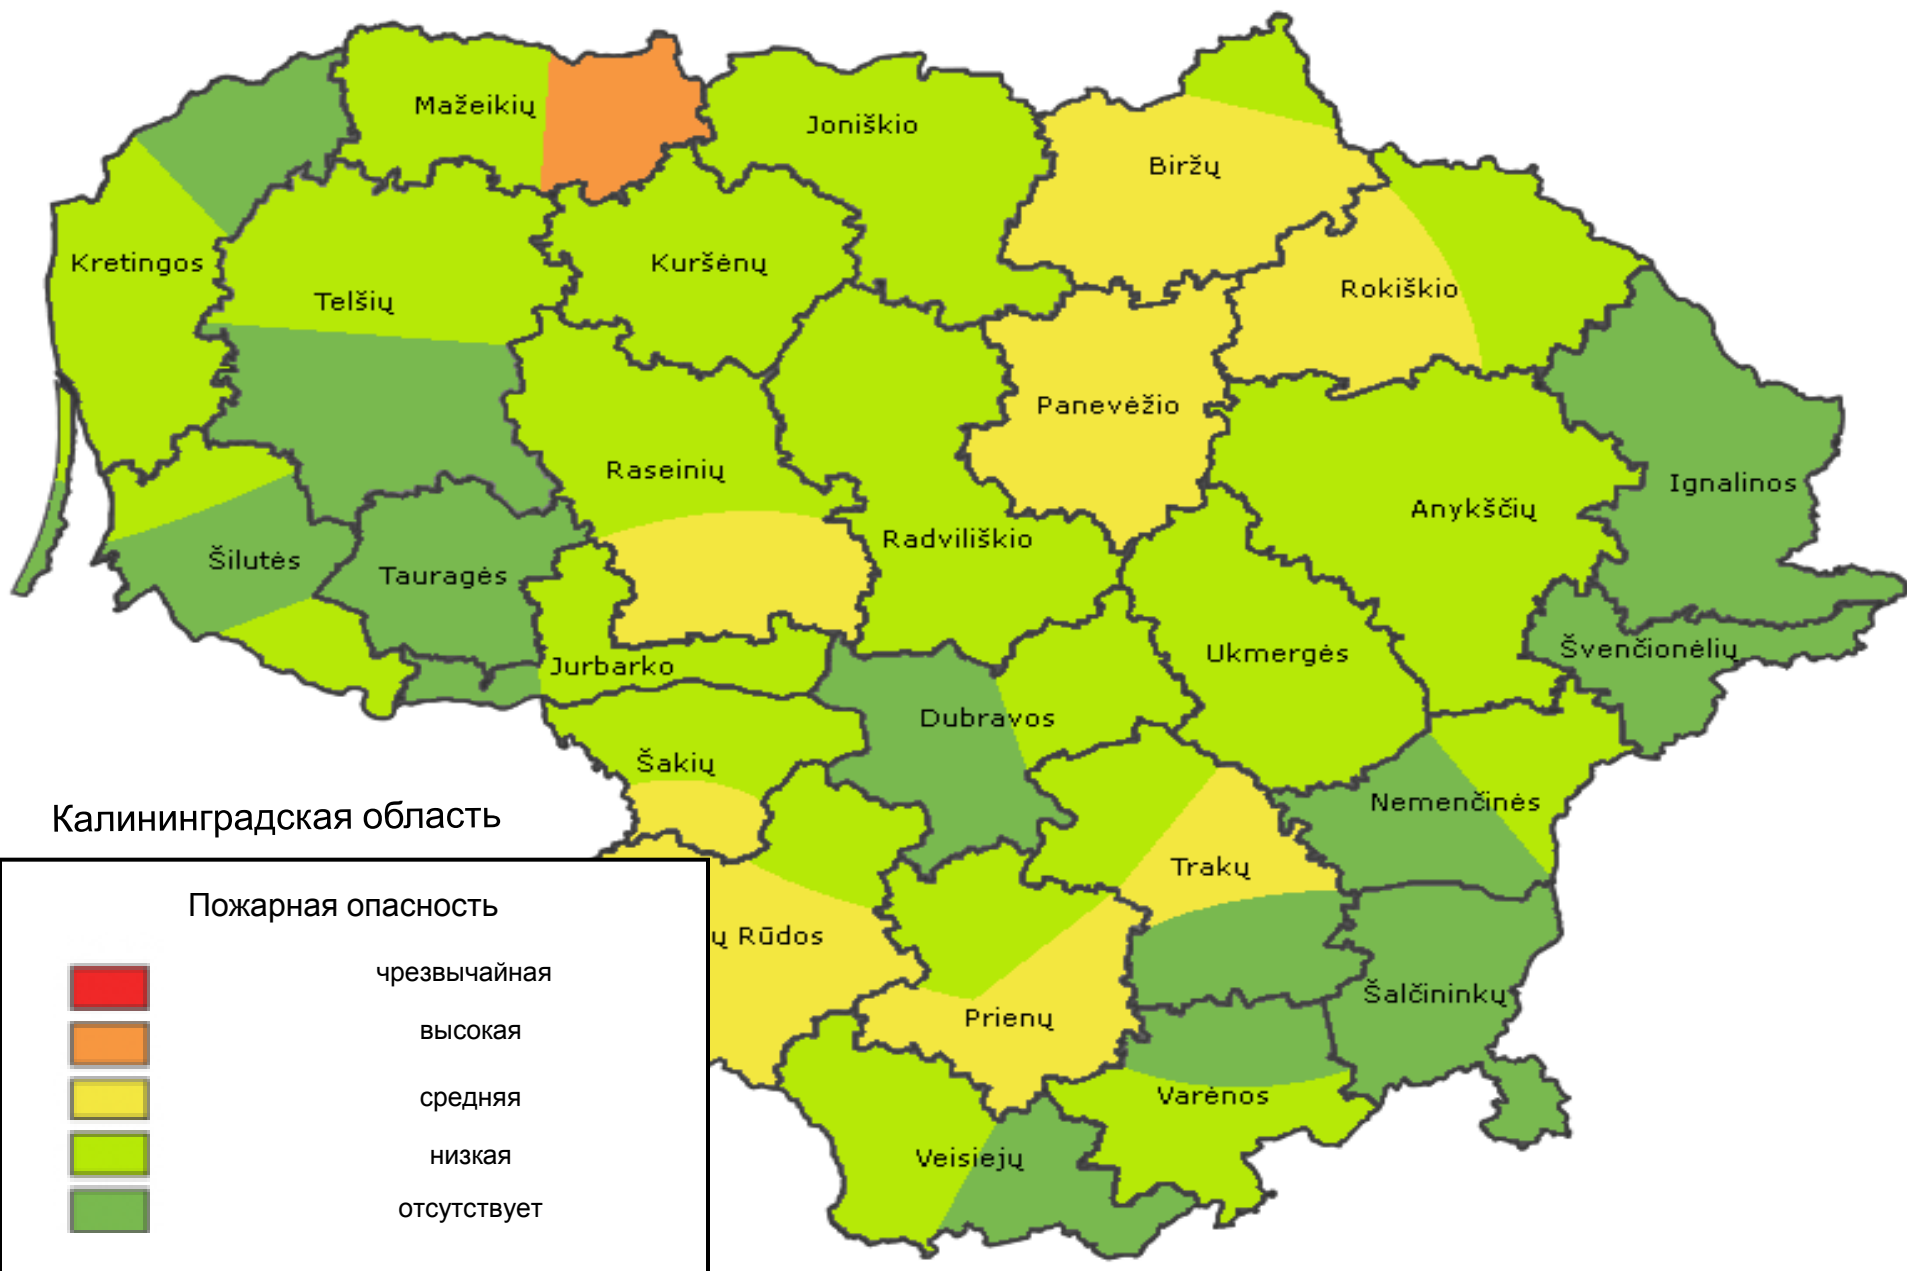 Mažeikių
Joniškio
Biržų
Kretingos
Telšių
Kuršėnų
Rokiškio
Panevėžio
Raseinių
Ignalinos
Anykščių
Radviliškio
Šilutės
Tauragės
Ukmergės
Švenčionėlių
Jurbarko
Dubravos
Šakių
Nemenčinės
Калининградская область
Trakų
Пожарная опасность
ų Rūdos
чрезвычайная
Šalčininkų
Prienų
высокая
средняя
Varėnos
низкая
Veisiejų
отсутствует